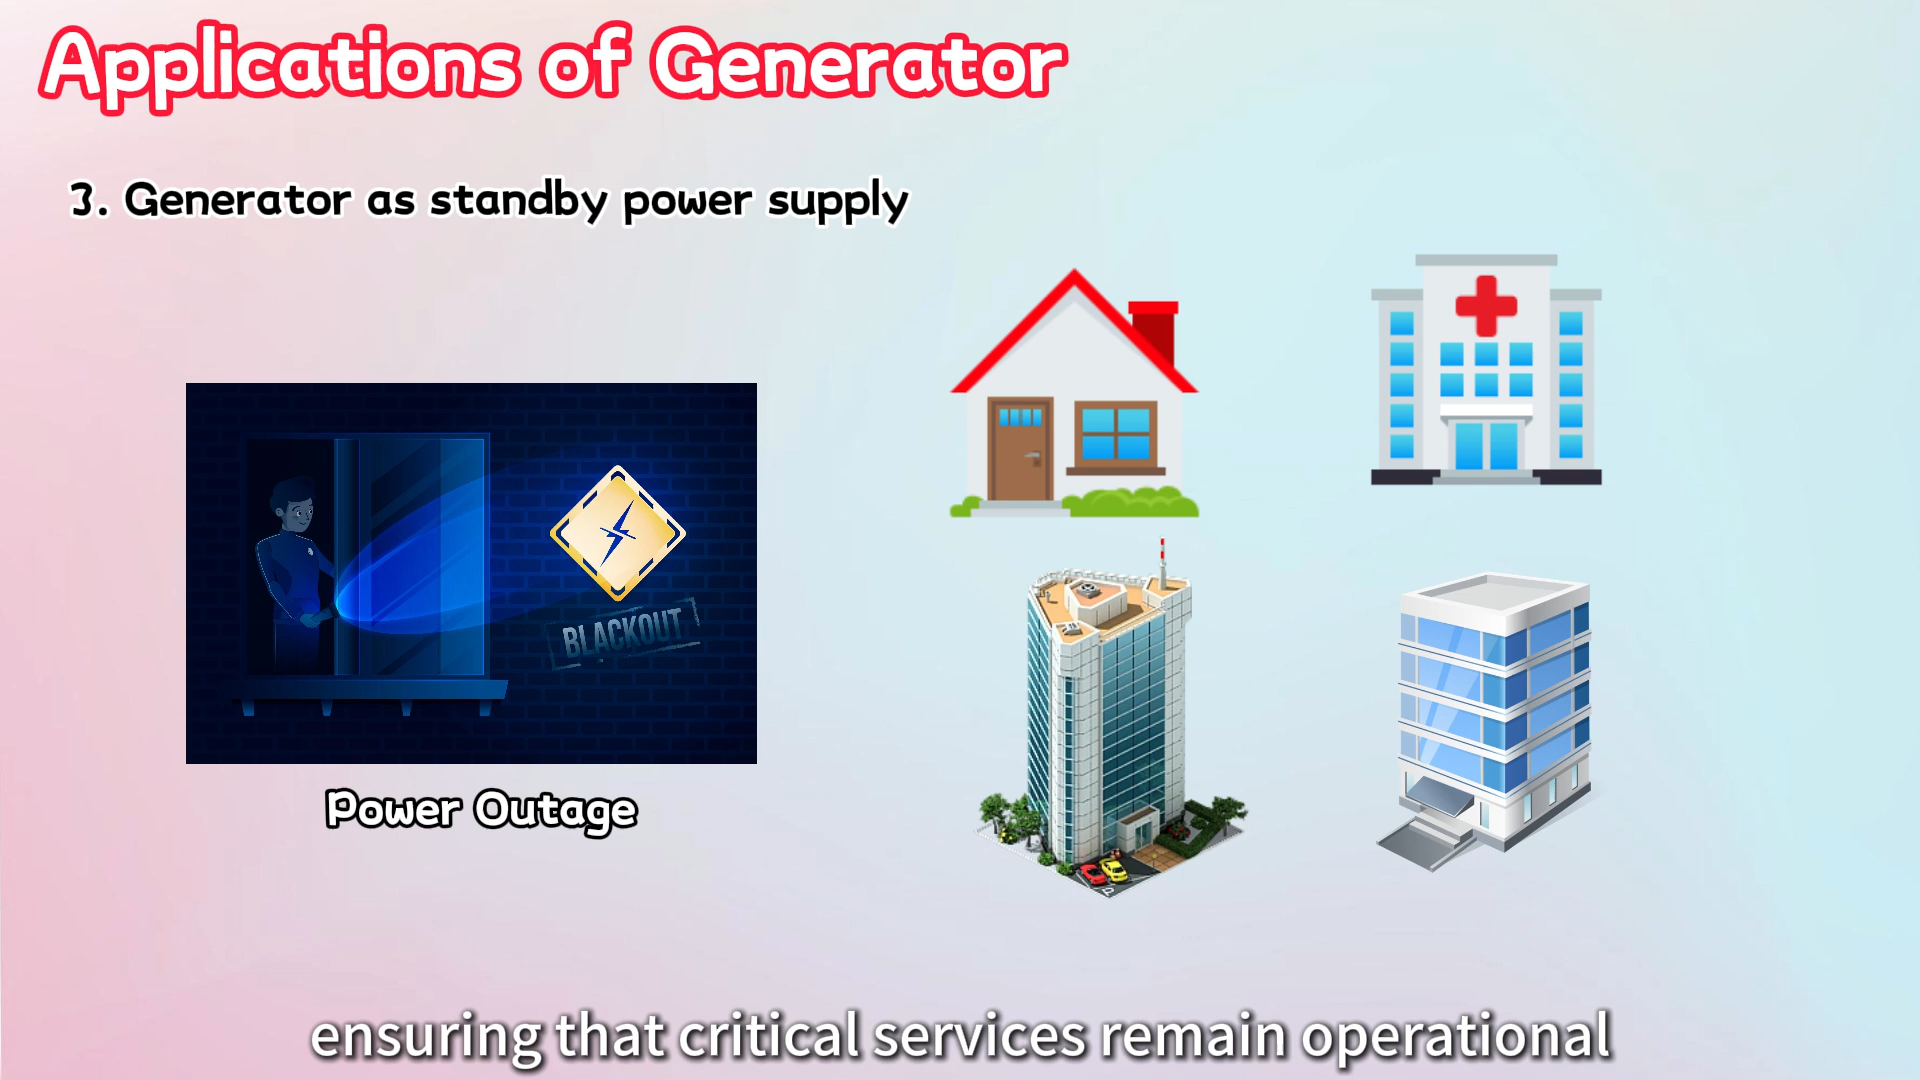 Applications of Generator
3. Generator as standby power supply
BLACKOUT
Power Outage
P
ensuring that critical services remain operational